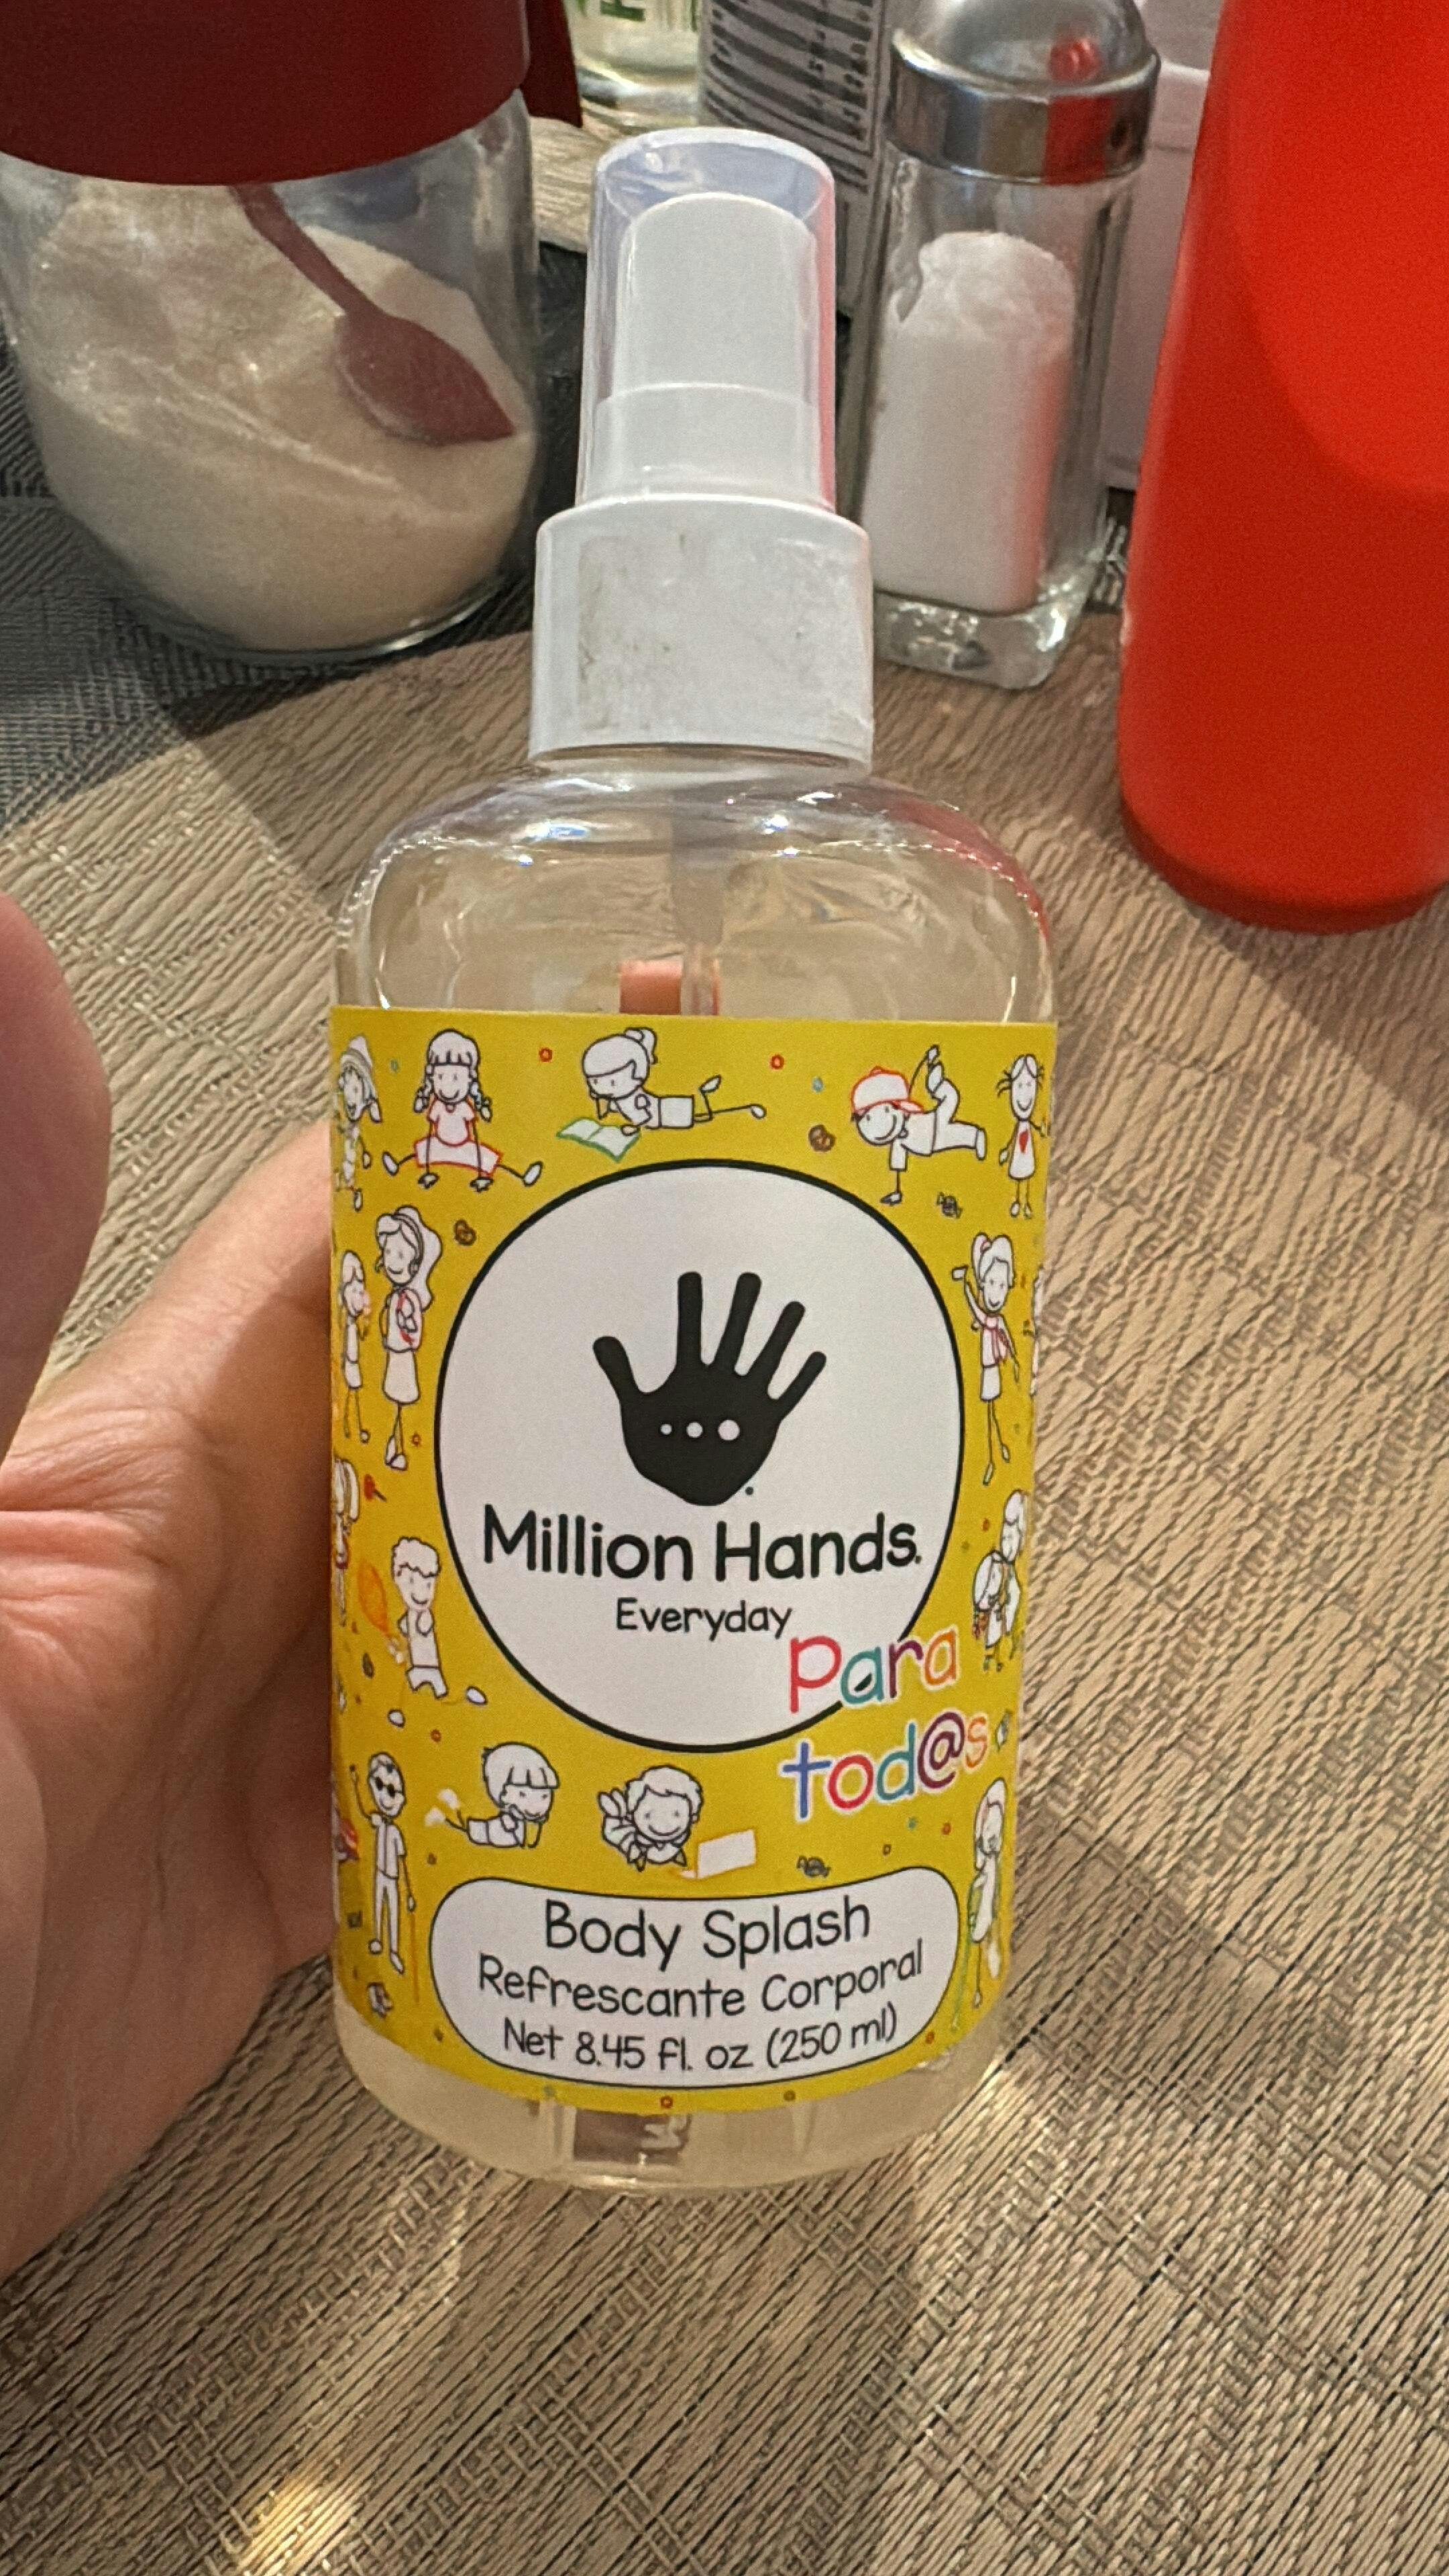 Million Hands.
Everyday
Para
tod@s
Body Splash
Refrescante Corporal
Net 8.45 fl. oz (250 ml)